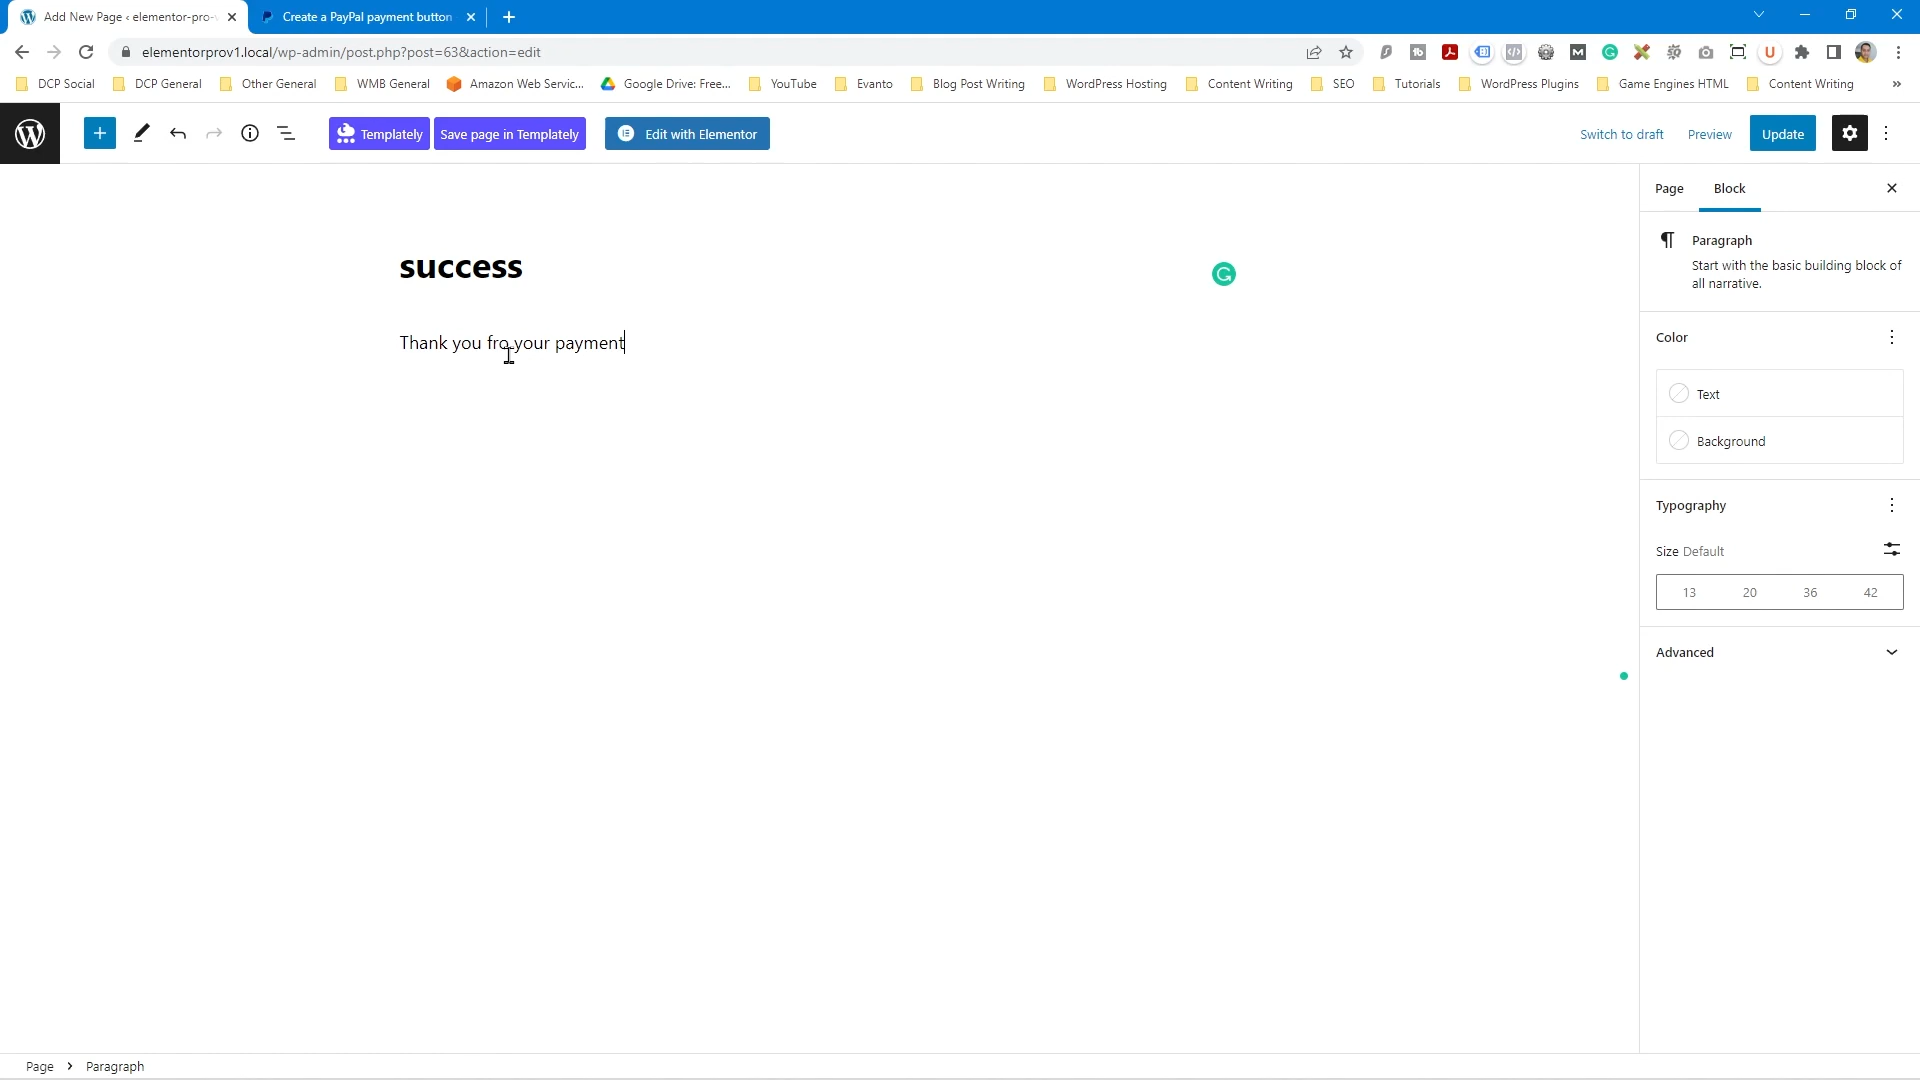 Add New Page ‹ elementor-pro-v
Create a PayPal payment button
elementorprov1.local/wp-admin/post.php?post=63&action=edit
DCP Social
DCP General
Other General
WMB General
Amazon Web Servic...
Google Drive: Free...
YouTube
Evanto
Blog Post Writing
WordPress Hosting
Content Writing
SEO
Tutorials
WordPress Plugins
Game Engines HTML
Content Writing
»
Templately
Save page in Templately
Edit with Elementor
Switch to draft
Preview
Update
Page
Block
Paragraph
Start with the basic building block of
all narrative.
success
Thank you fro your payment
Color
Text
Background
Typography
Size Default
13 20 36 42
Advanced
Page
Paragraph